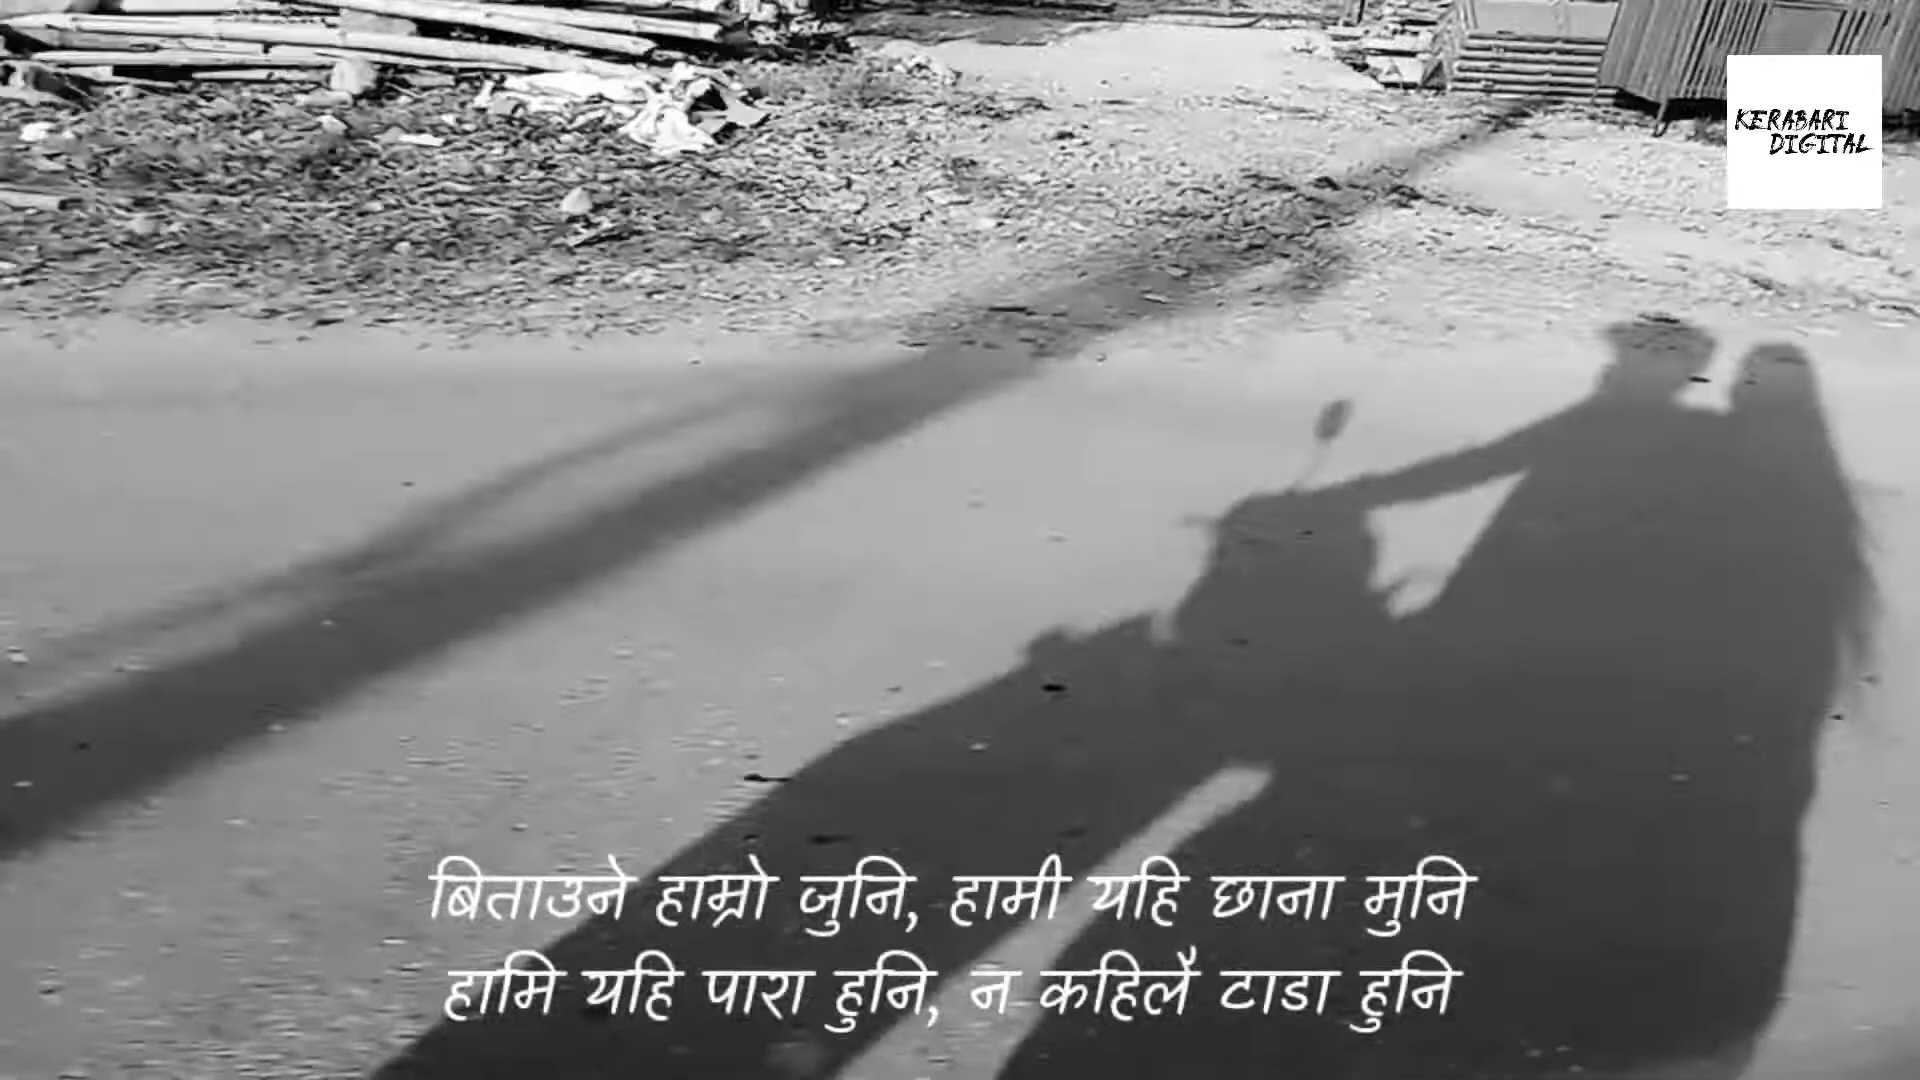 KERABARI
DIGITAL
बिताउने हाम्रो जुनि, हामी यहि छाना मुनि
हामि यहि पारा हुनि, न कहिलै टाडा हुनि